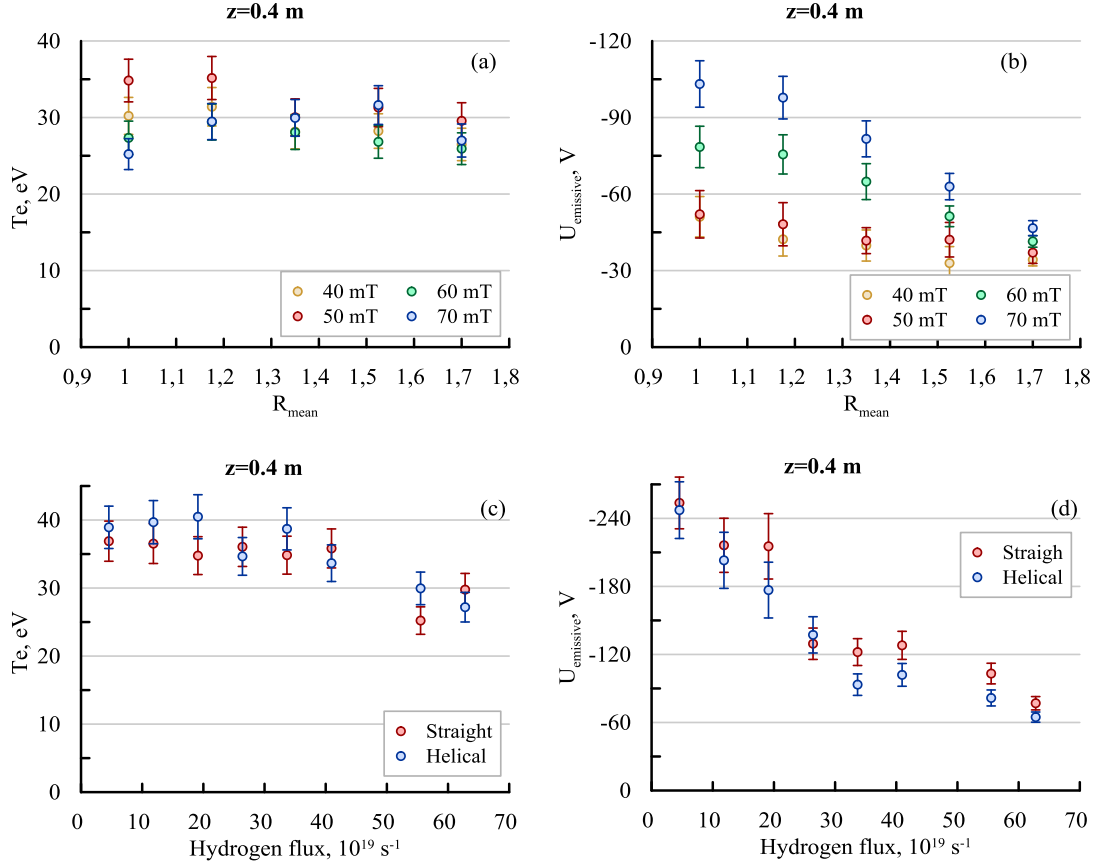 z=0.4 m
(a)
Te, eV
40
30
20
10
0
40 mT
60 mT
50 mT
70 mT
0,9 1 1,1 1,2 1,3 1,4 1,5 1,6 1,7 1,8
R_mean
z=0.4 m
(b)
U_emissive, V
-120
-90
-60
-30
0
40 mT
60 mT
50 mT
70 mT
0,9 1 1,1 1,2 1,3 1,4 1,5 1,6 1,7 1,8
R_mean
z=0.4 m
(c)
Te, eV
40
30
20
10
0
Straight
Helical
0 10 20 30 40 50 60 70
Hydrogen flux, 10¹⁹ s⁻¹
z=0.4 m
(d)
U_emissive, V
-240
-180
-120
-60
0
Straigh
Helical
0 10 20 30 40 50 60 70
Hydrogen flux, 10¹⁹ s⁻¹